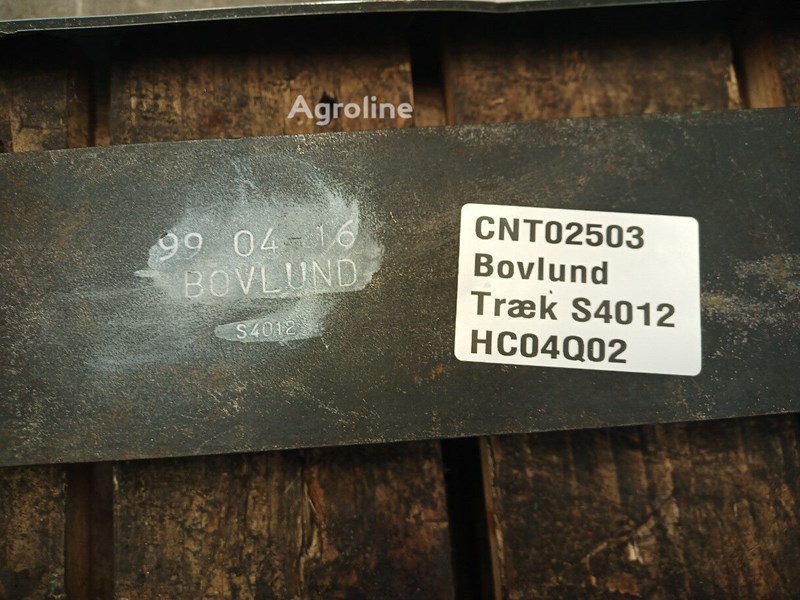 Agroline
99 04-16
BOVLUND
S4012
CNT02503
Bovlund
Træk S4012
HC04Q02